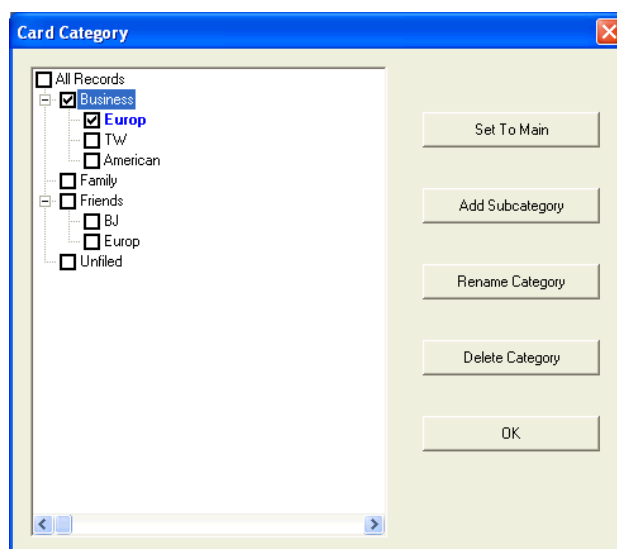 Card Category
All Records
Business
Europ
TW
American
Family
Friends
BJ
Europ
Unfiled
Set To Main
Add Subcategory
Rename Category
Delete Category
OK